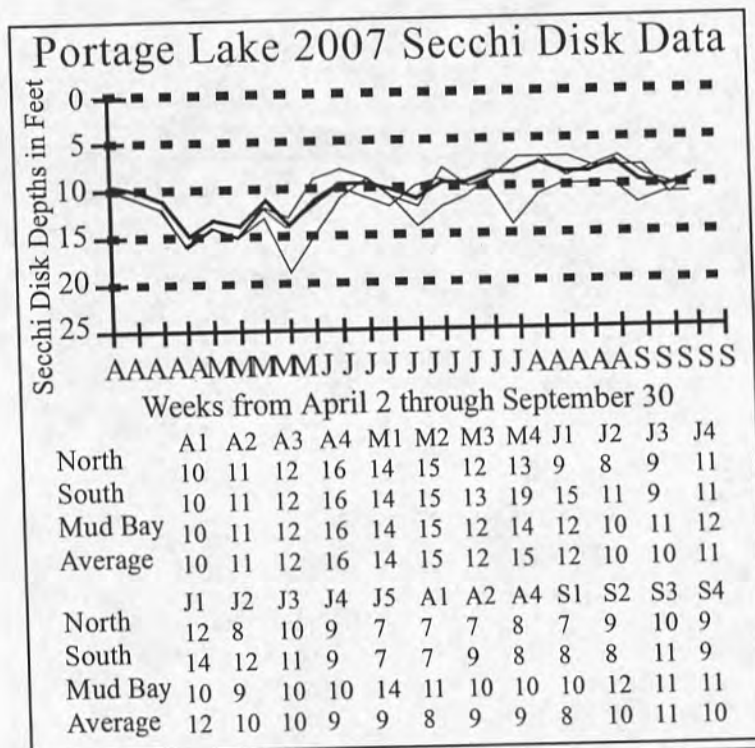 Portage Lake 2007 Secchi Disk Data
Secchi Disk Depths in Feet
0
5
10
15
20
25
AAAAAMMMMMJ J J J J J J J J AAAAAS S S S S
Weeks from April 2 through September 30
A1 A2 A3 A4 M1 M2 M3 M4 J1 J2 J3 J4
North 10 11 12 16 14 15 12 13 9 8 9 11
South 10 11 12 16 14 15 13 19 15 11 9 11
Mud Bay 10 11 12 16 14 15 12 14 12 10 11 12
Average 10 11 12 16 14 15 12 15 12 10 10 11
J1 J2 J3 J4 J5 A1 A2 A4 S1 S2 S3 S4
North 12 8 10 9 7 7 7 8 7 9 10 9
South 14 12 11 9 7 7 9 8 8 8 11 9
Mud Bay 10 9 10 10 14 11 10 10 10 12 11 11
Average 12 10 10 9 9 8 9 9 8 10 11 10